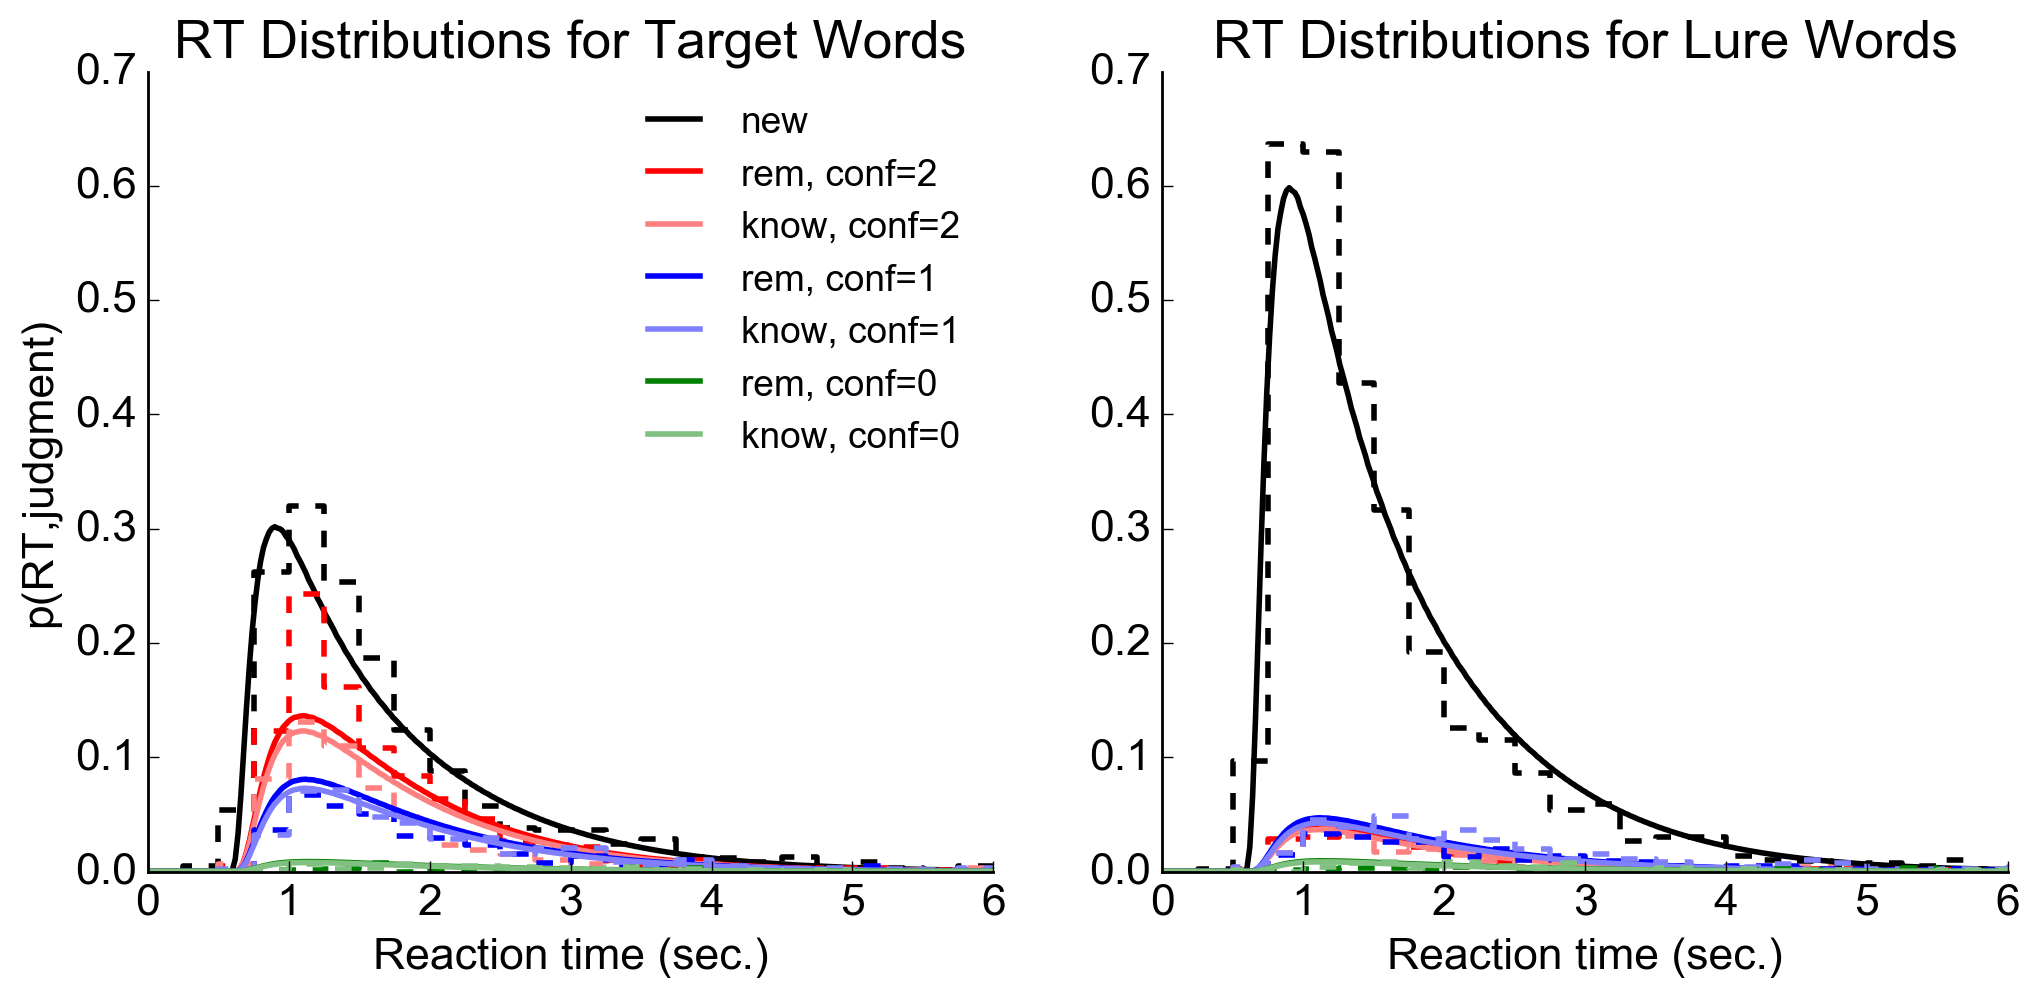 RT Distributions for Target Words
0.7
0.6
0.5
0.4
0.3
0.2
0.1
0.0
p(RT,judgment)
new
rem, conf=2
know, conf=2
rem, conf=1
know, conf=1
rem, conf=0
know, conf=0
0 1 2 3 4 5 6
Reaction time (sec.)
RT Distributions for Lure Words
0.7
0.6
0.5
0.4
0.3
0.2
0.1
0.0
0 1 2 3 4 5 6
Reaction time (sec.)